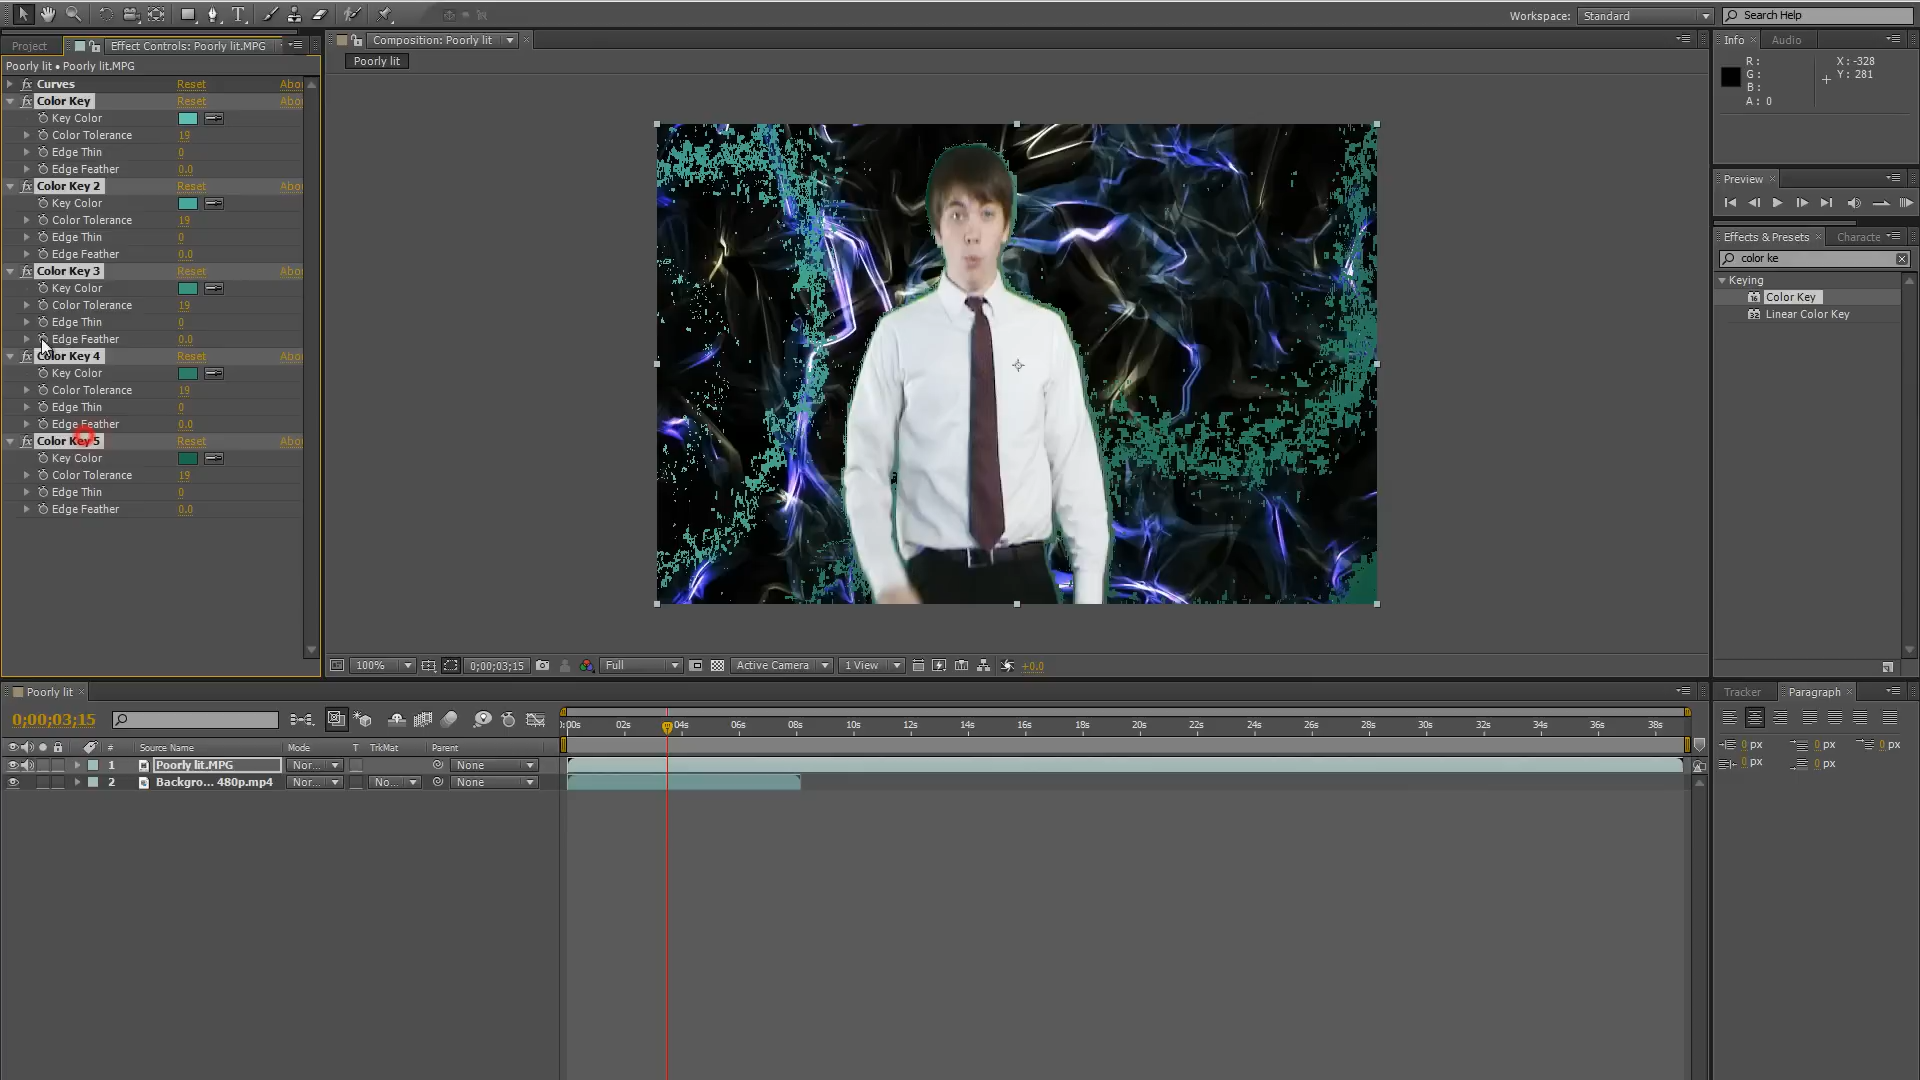 T
Workspace: Standard
Search Help
Project
Effect Controls: Poorly lit.MPG
Composition: Poorly lit
Info
Audio
Poorly lit • Poorly lit.MPG
Poorly lit
R :
G :
B :
A : 0
X : -328
Y : 281
Curves Reset Abo
Color Key Reset Abo
Key Color
Color Tolerance 19
Edge Thin 0
Edge Feather 0.0
Color Key 2 Reset Abo
Key Color
Color Tolerance 19
Edge Thin 0
Edge Feather 0.0
Color Key 3 Reset Abo
Key Color
Color Tolerance 19
Edge Thin 0
Edge Feather 0.0
Color Key 4 Reset Abo
Key Color
Color Tolerance 19
Edge Thin 0
Edge Feather 0.0
Color Key 5 Reset Abo
Key Color
Color Tolerance 19
Edge Thin 0
Edge Feather 0.0
Preview
Effects & Presets
Characte
color ke
Keying
Color Key
Linear Color Key
100%
0;00;03;15
Full
Active Camera
1 View
+0.0
Poorly lit
Tracker
Paragraph
0;00;03;15
:00s 02s 04s 06s 08s 10s 12s 14s 16s 18s 20s 22s 24s 26s 28s 30s 32s 34s 36s 38s
# Source Name Mode T TrkMat Parent
1 Poorly lit.MPG Nor... None
2 Backgro... 480p.mp4 Nor... No... None
0 px 0 px 0 px
0 px 0 px